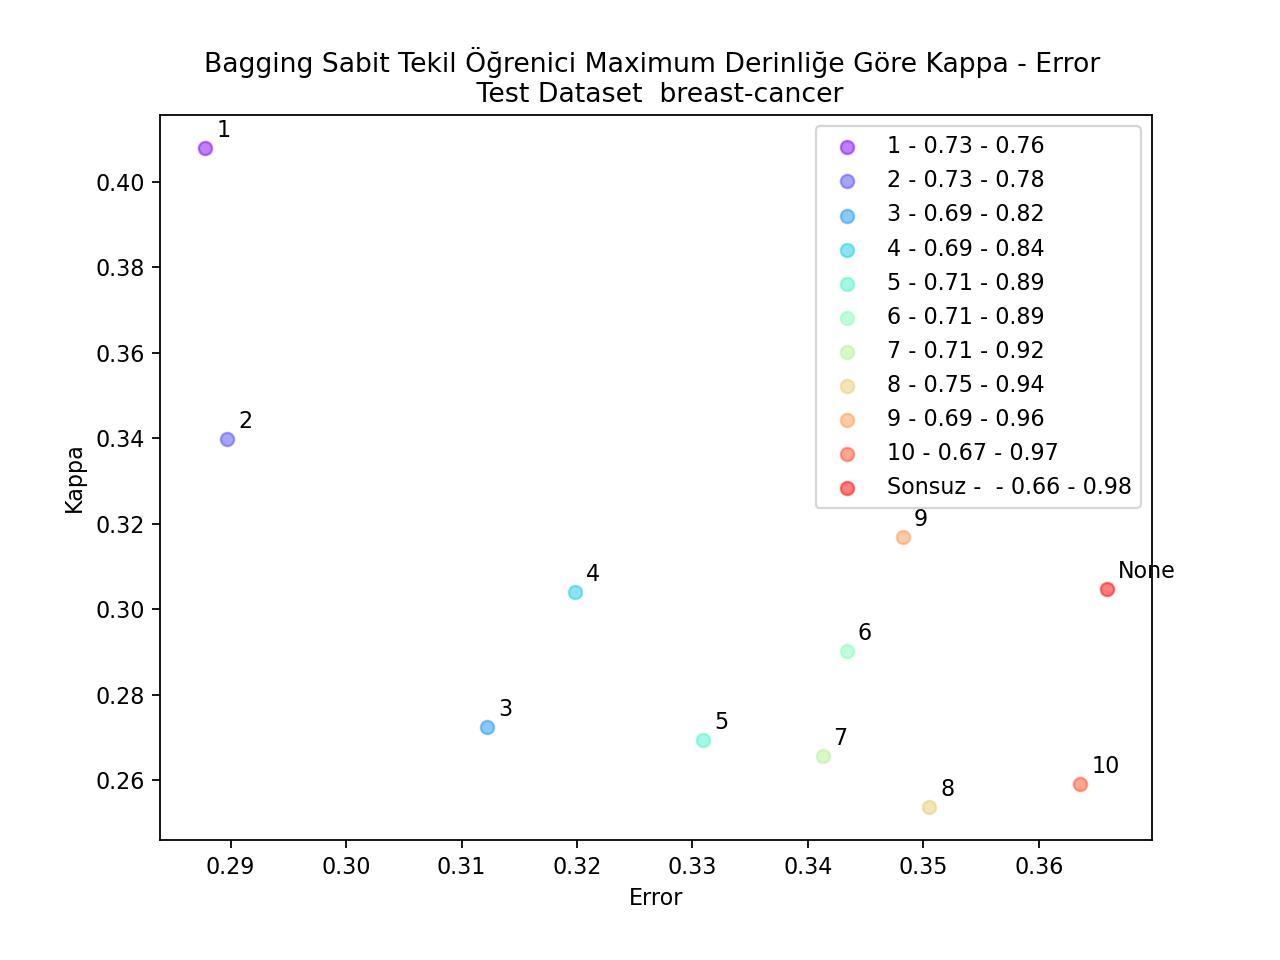 Bagging Sabit Tekil Öğrenici Maximum Derinliğe Göre Kappa - Error
Test Dataset  breast-cancer
Kappa
0.40
0.38
0.36
0.34
0.32
0.30
0.28
0.26
1
2
3
4
5
6
7
8
9
10
None
1 - 0.73 - 0.76
2 - 0.73 - 0.78
3 - 0.69 - 0.82
4 - 0.69 - 0.84
5 - 0.71 - 0.89
6 - 0.71 - 0.89
7 - 0.71 - 0.92
8 - 0.75 - 0.94
9 - 0.69 - 0.96
10 - 0.67 - 0.97
Sonsuz -  - 0.66 - 0.98
0.29 0.30 0.31 0.32 0.33 0.34 0.35 0.36
Error